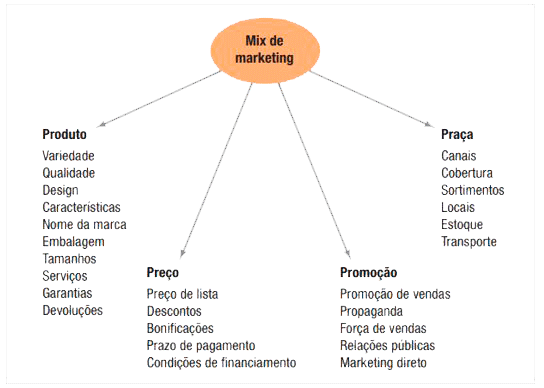 Mix de
marketing
Produto
Variedade
Qualidade
Design
Características
Nome da marca
Embalagem
Tamanhos
Serviços
Garantias
Devoluções
Preço
Preço de lista
Descontos
Bonificações
Prazo de pagamento
Condições de financiamento
Promoção
Promoção de vendas
Propaganda
Força de vendas
Relações públicas
Marketing direto
Praça
Canais
Cobertura
Sortimentos
Locais
Estoque
Transporte